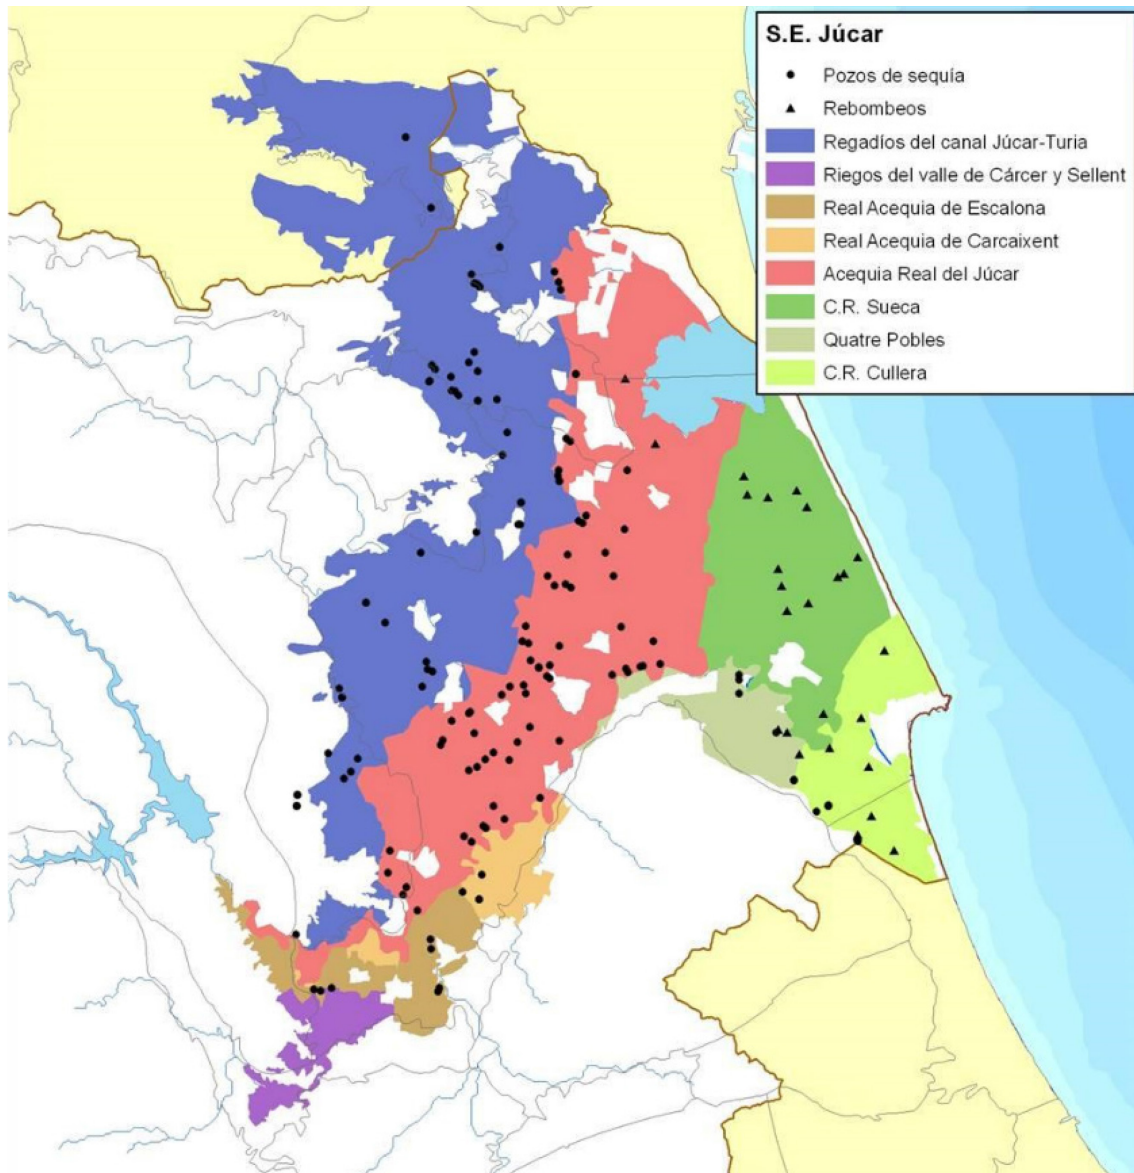 S.E. Júcar
Pozos de sequía
Rebombeos
Regadíos del canal Júcar-Turia
Riegos del valle de Cárcer y Sellent
Real Acequia de Escalona
Real Acequia de Carcaixent
Acequia Real del Júcar
C.R. Sueca
Quatre Pobles
C.R. Cullera